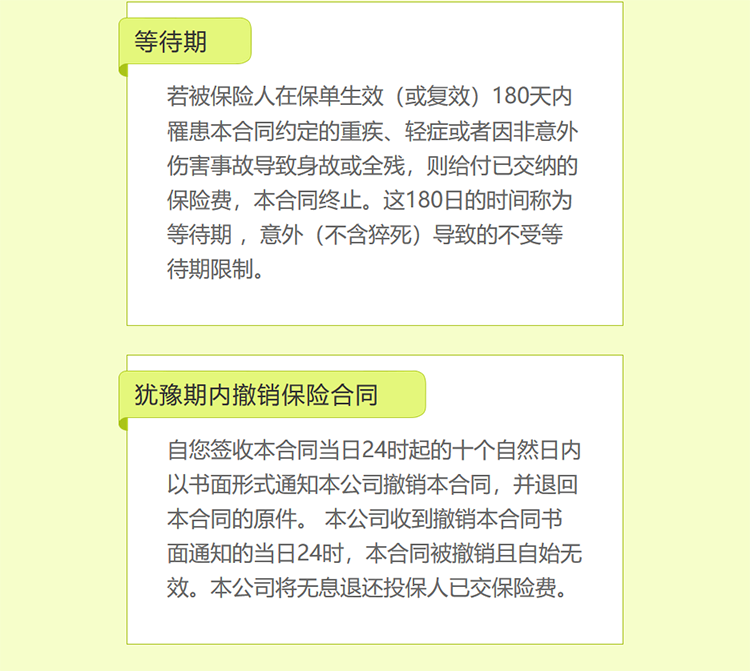 等待期
若被保险人在保单生效（或复效）180天内
罹患本合同约定的重疾、轻症或者因非意外
伤害事故导致身故或全残，则给付已交纳的
保险费，本合同终止。这180日的时间称为
等待期 ，意外（不含猝死）导致的不受等
待期限制。
犹豫期内撤销保险合同
自您签收本合同当日24时起的十个自然日内
以书面形式通知本公司撤销本合同，并退回
本合同的原件。 本公司收到撤销本合同书
面通知的当日24时，本合同被撤销且自始无
效。本公司将无息退还投保人已交保险费。